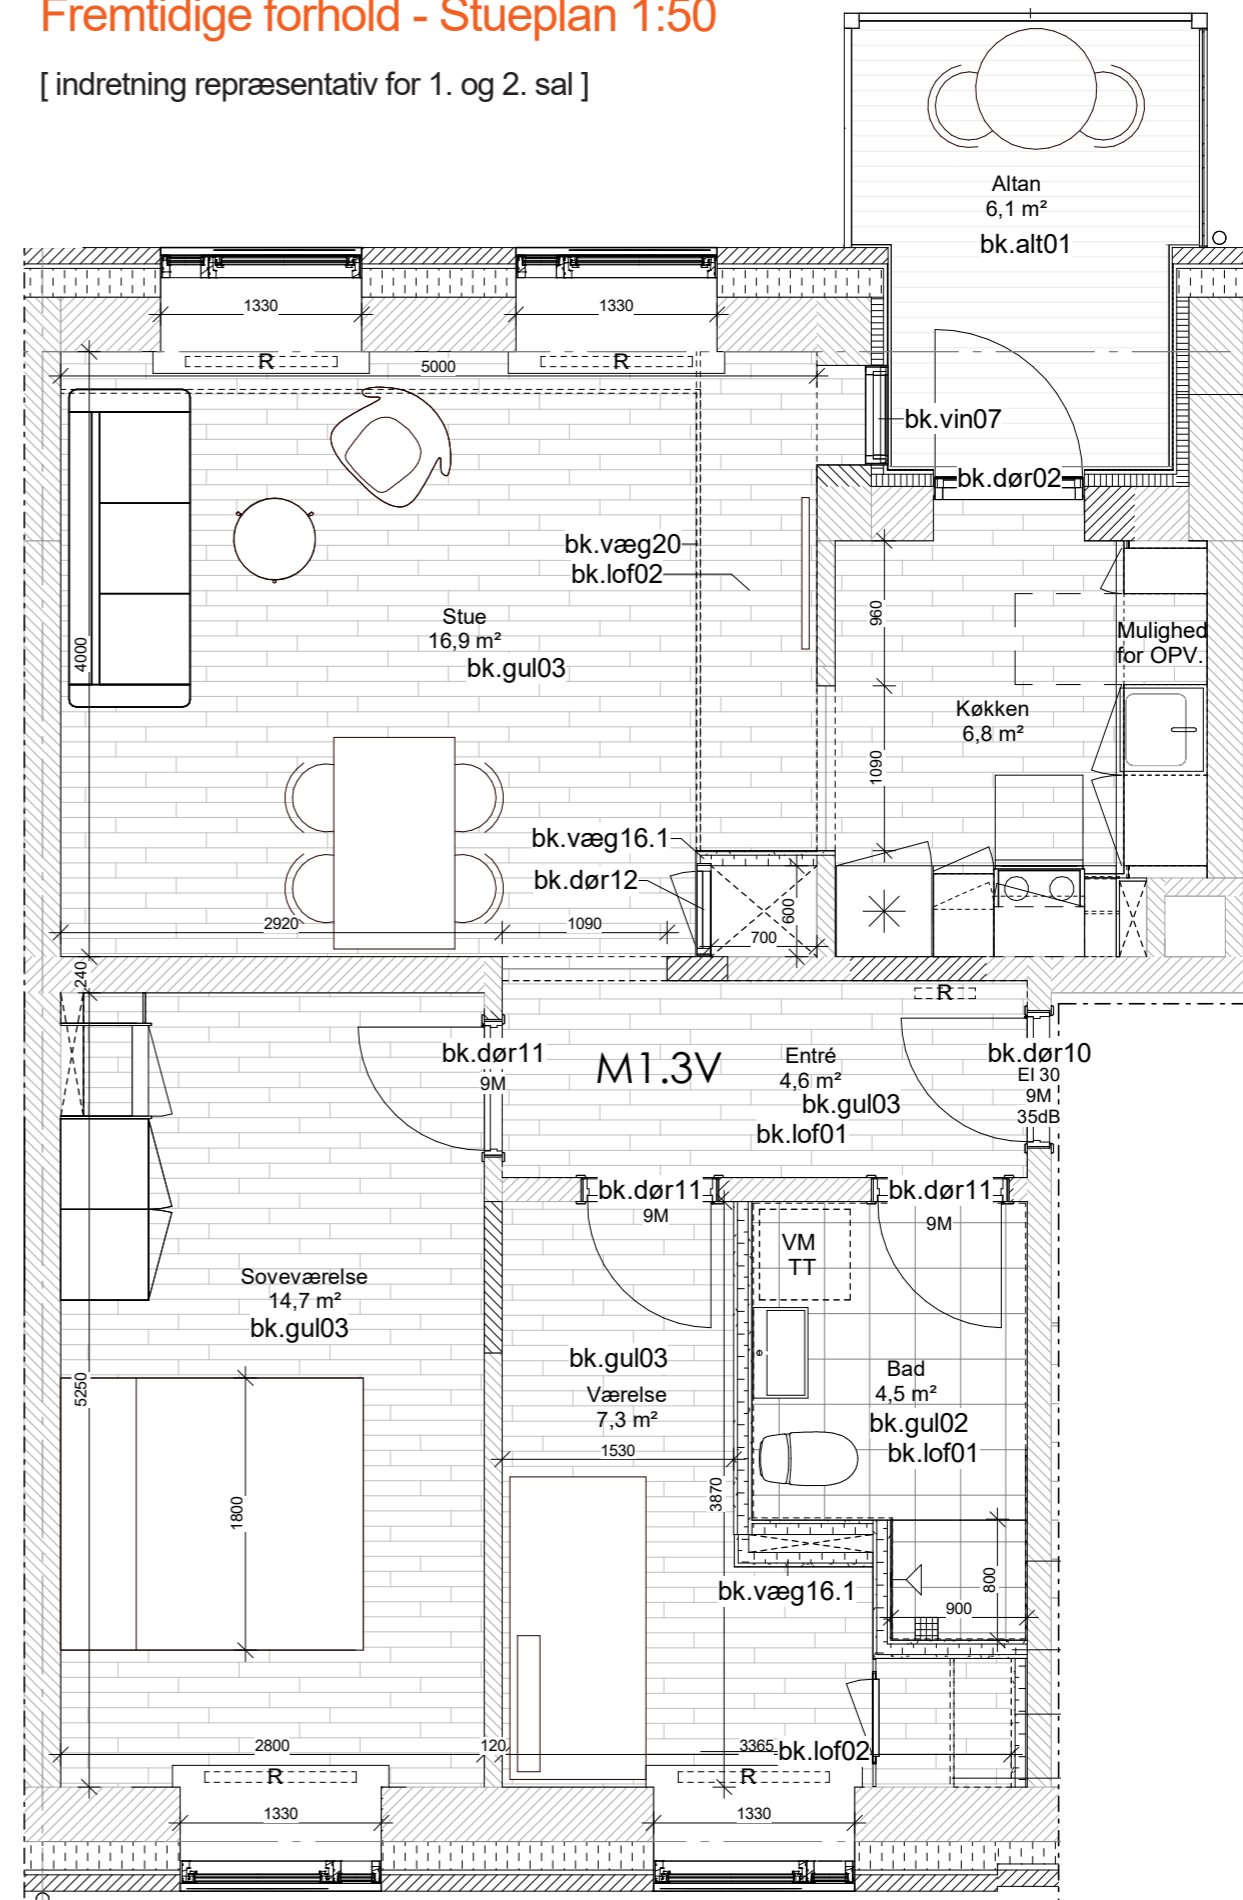 Fremtidige forhold - Stueplan 1:50
[ indretning repræsentativ for 1. og 2. sal ]
Altan
6,1 m²
bk.alt01
1330
1330
R
R
5000
bk.vin07
bk.dør02
bk.væg20
bk.lof02
960
Stue
16,9 m²
bk.gul03
4000
Mulighed
for OPV.
Køkken
6,8 m²
1090
bk.væg16.1
bk.dør12
600
2920
1090
700
240
R
bk.dør11
9M
M1.3V
Entré
4,6 m²
bk.gul03
bk.lof01
bk.dør10
EI 30
9M
35dB
bk.dør11
9M
bk.dør11
9M
VM
TT
Soveværelse
14,7 m²
bk.gul03
bk.gul03
Værelse
7,3 m²
Bad
4,5 m²
bk.gul02
bk.lof01
5250
1530
3870
1800
800
bk.væg16.1
900
2800
120
3365
bk.lof02
R
R
1330
1330